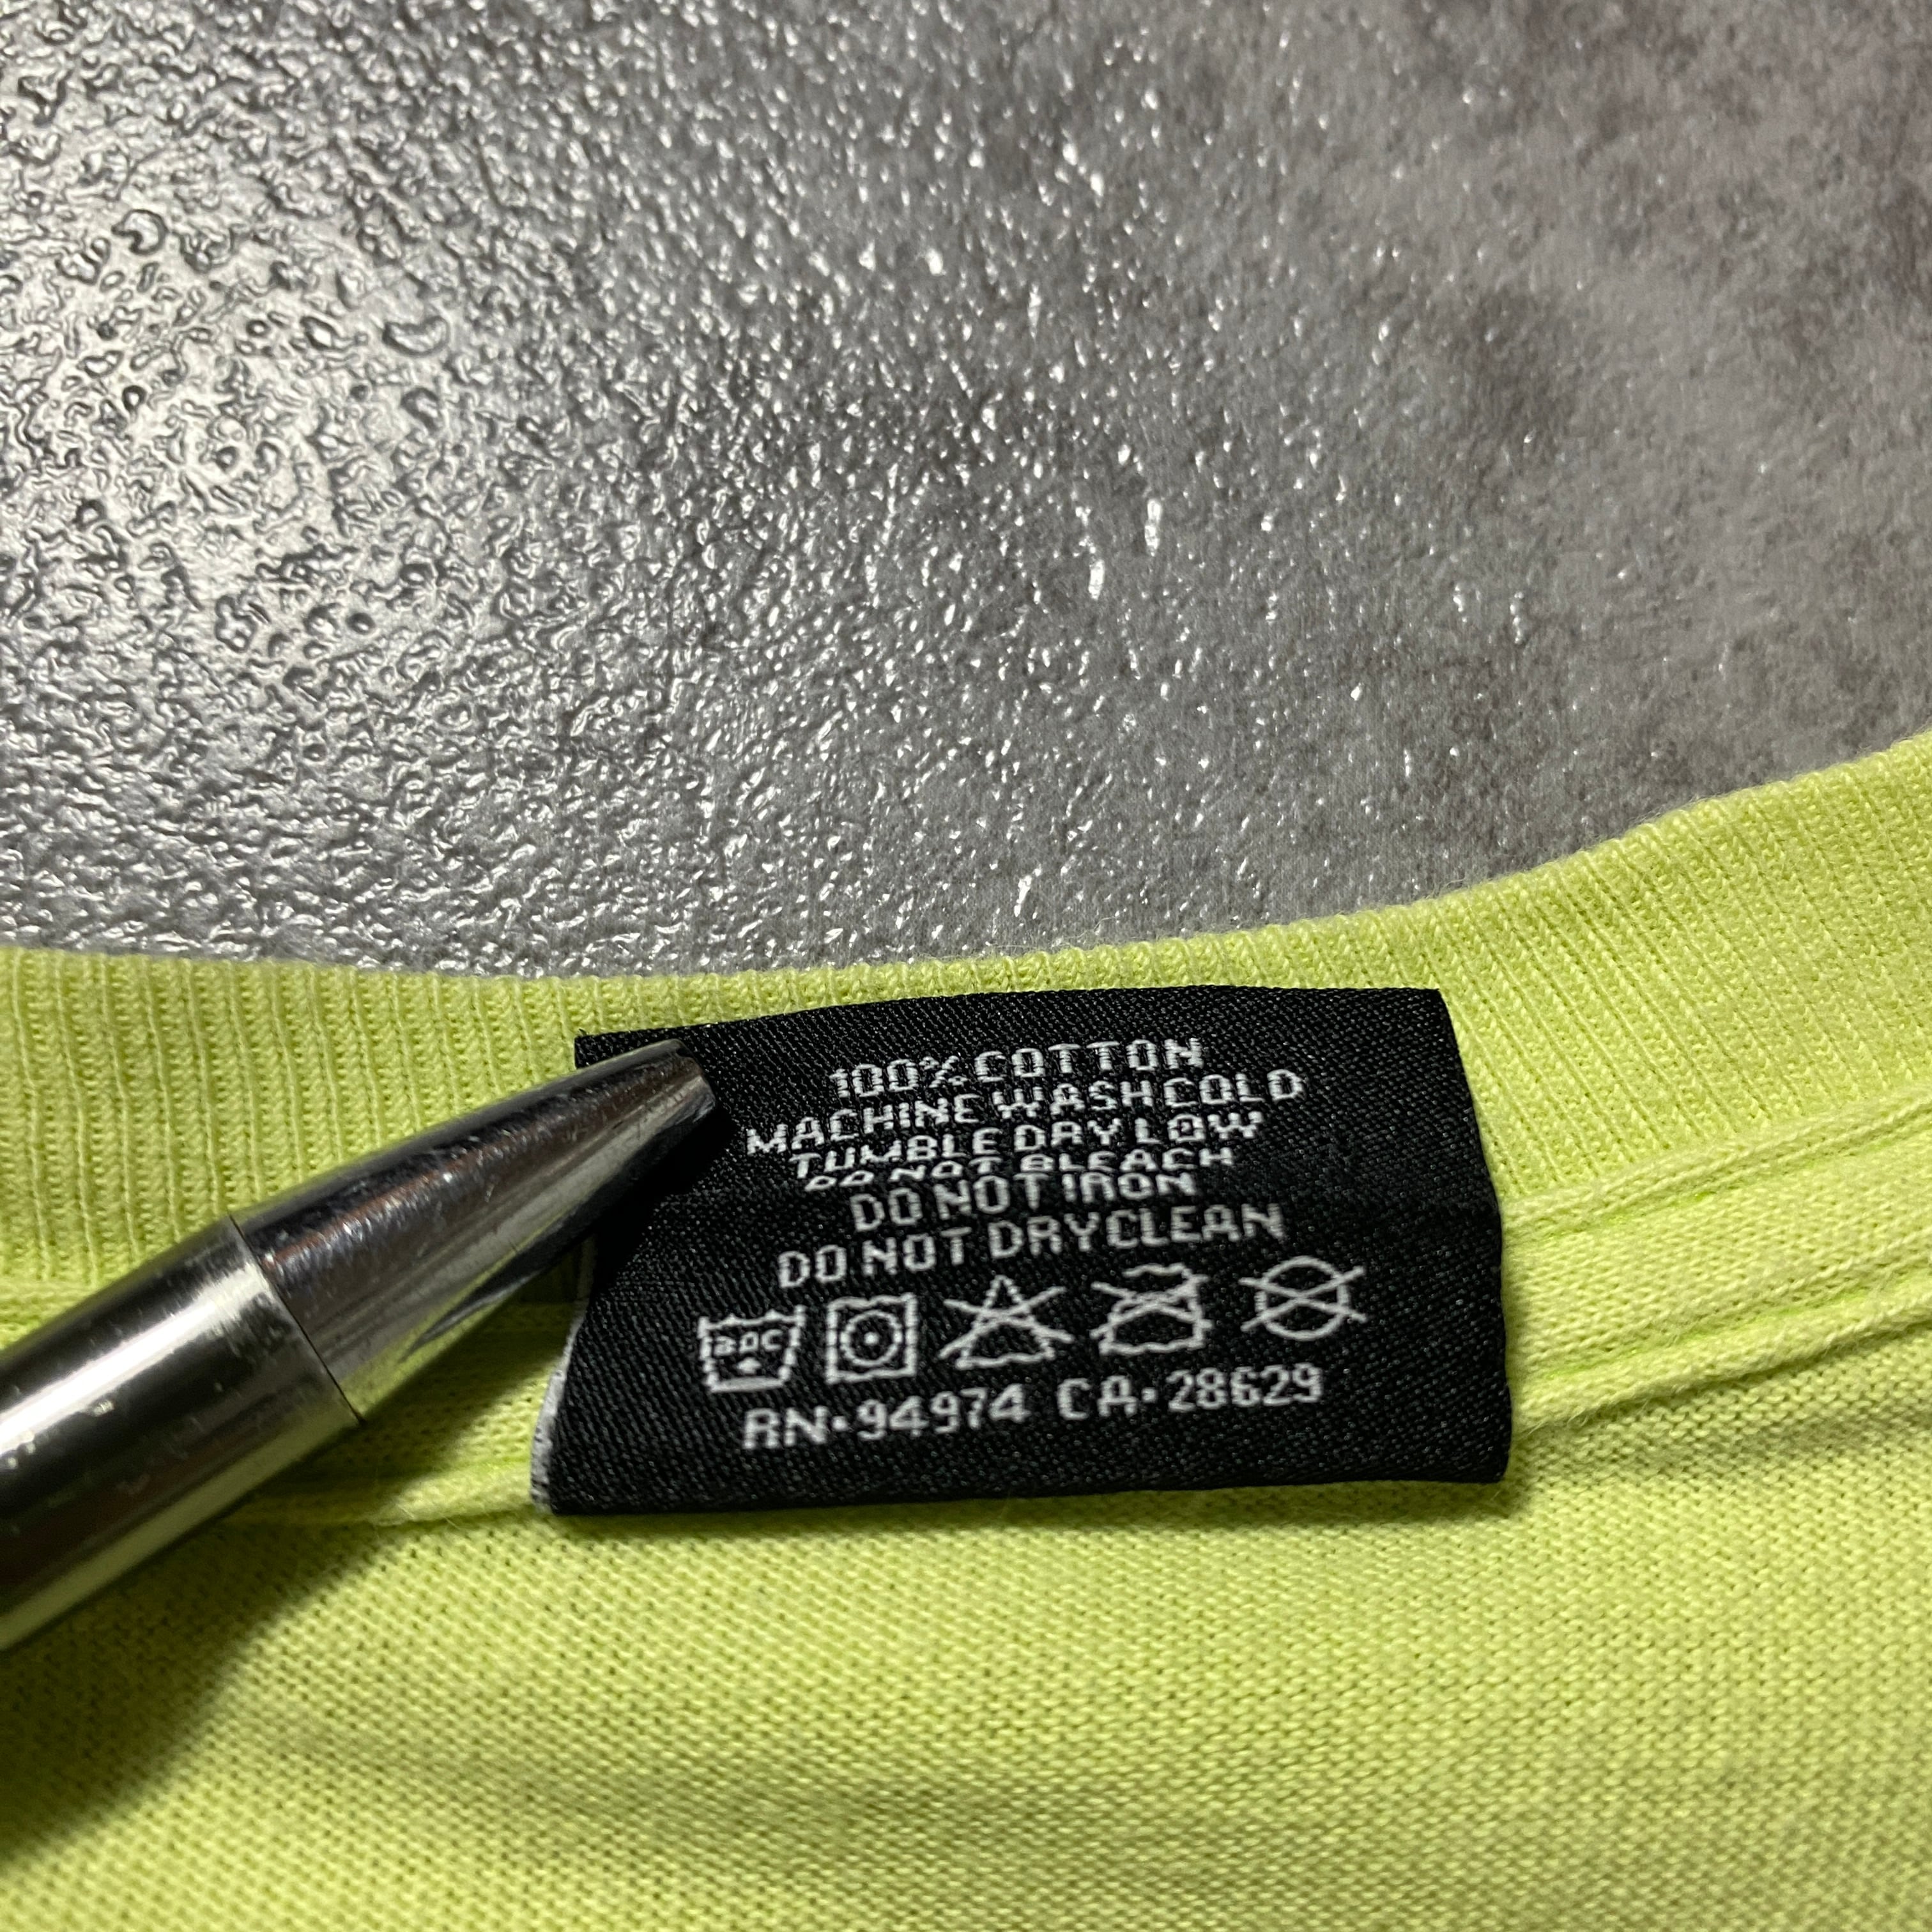 100% COTTON
MACHINE WASH COLD
TUMBLE DRY LOW
DO NOT BLEACH
DO NOT IRON
DO NOT DRYCLEAN
30C
RN·94974 CA·28629